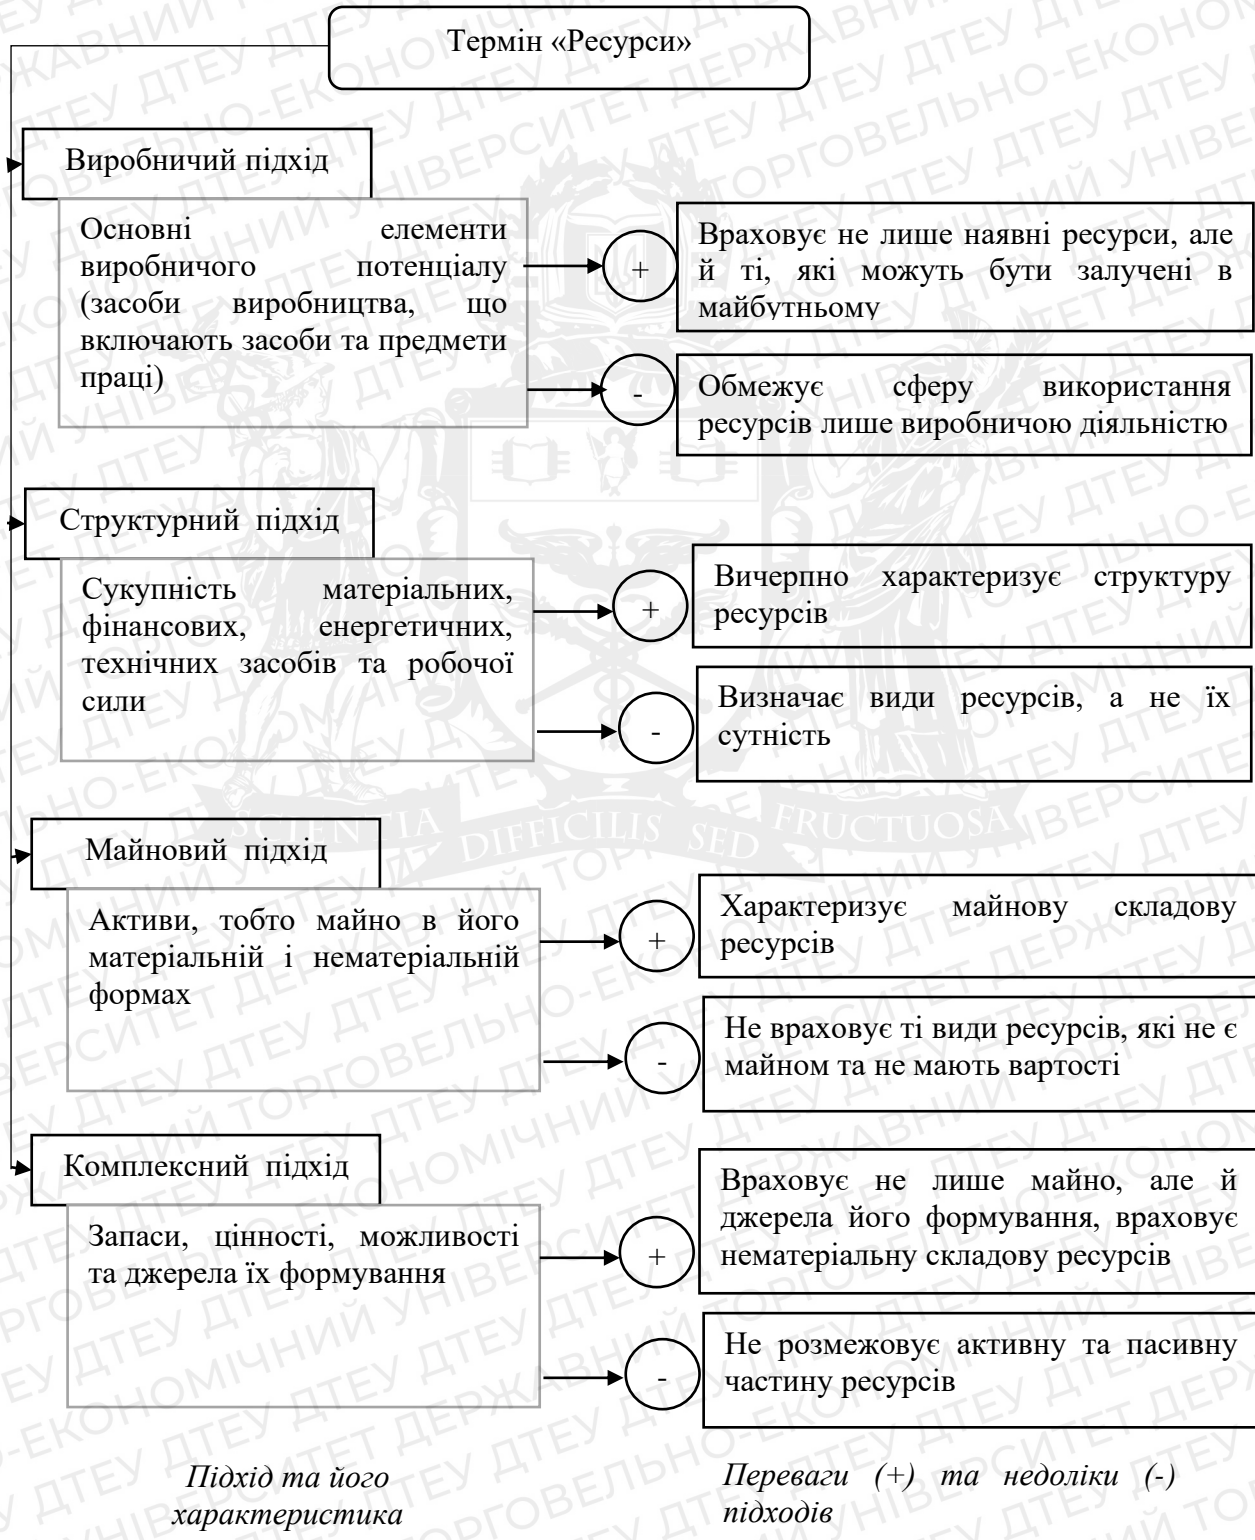 Термін «Ресурси»
Виробничий підхід
Основні елементи
виробничого потенціалу
(засоби виробництва, що
включають засоби та предмети
праці)
+
Враховує не лише наявні ресурси, але
й ті, які можуть бути залучені в
майбутньому
-
Обмежує сферу використання
ресурсів лише виробничою діяльністю
Структурний підхід
Сукупність матеріальних,
фінансових, енергетичних,
технічних засобів та робочої
сили
+
Вичерпно характеризує структуру
ресурсів
-
Визначає види ресурсів, а не їх
сутність
SCIENTIA DIFFICILIS SED FRUCTUOSA
Майновий підхід
Активи, тобто майно в його
матеріальній і нематеріальній
формах
+
Характеризує майнову складову
ресурсів
-
Не враховує ті види ресурсів, які не є
майном та не мають вартості
Комплексний підхід
Запаси, цінності, можливості
та джерела їх формування
+
Враховує не лише майно, але й
джерела його формування, враховує
нематеріальну складову ресурсів
-
Не розмежовує активну та пасивну
частину ресурсів
Підхід та його
характеристика
Переваги (+) та недоліки (-)
підходів